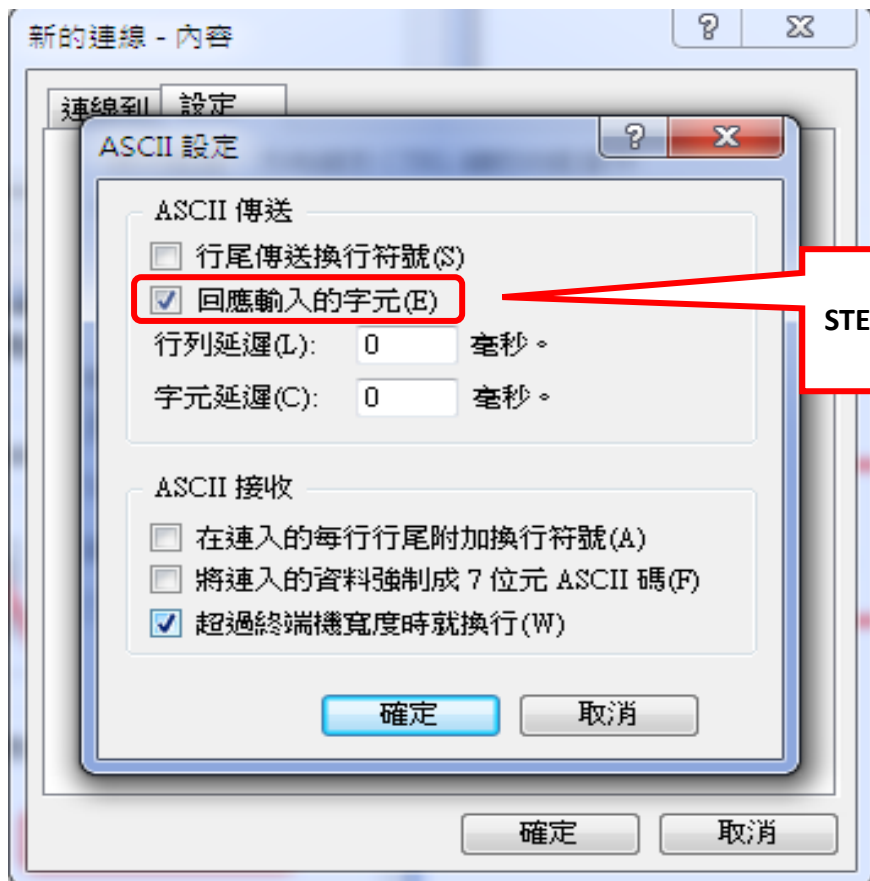 新的連線 - 內容
連線到 設定
ASCII 設定
ASCII 傳送
行尾傳送換行符號(S)
回應輸入的字元(E)
行列延遲(L): 0 毫秒。
STE
字元延遲(C): 0 毫秒。
ASCII 接收
在連入的每行行尾附加換行符號(A)
將連入的資料強制成 7 位元 ASCII 碼(F)
超過終端機寬度時就換行(W)
確定 取消
確定 取消